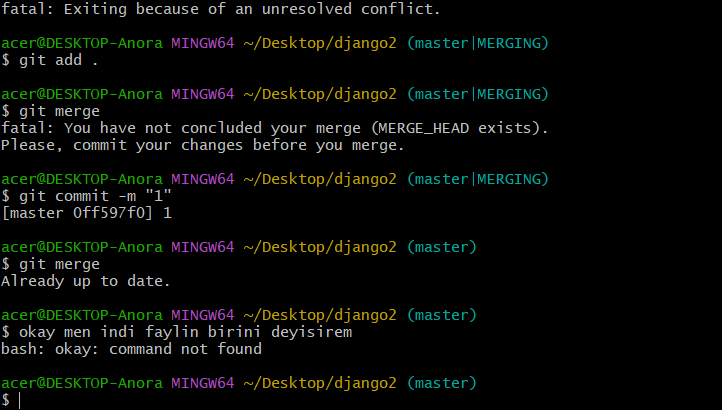 fatal: Exiting because of an unresolved conflict.
acer@DESKTOP-Anora MINGW64 ~/Desktop/django2 (master|MERGING)
$ git add .
acer@DESKTOP-Anora MINGW64 ~/Desktop/django2 (master|MERGING)
$ git merge
fatal: You have not concluded your merge (MERGE_HEAD exists).
Please, commit your changes before you merge.
acer@DESKTOP-Anora MINGW64 ~/Desktop/django2 (master|MERGING)
$ git commit -m "1"
[master 0ff597f0] 1
acer@DESKTOP-Anora MINGW64 ~/Desktop/django2 (master)
$ git merge
Already up to date.
acer@DESKTOP-Anora MINGW64 ~/Desktop/django2 (master)
$ okay men indi faylin birini deyisirem
bash: okay: command not found
acer@DESKTOP-Anora MINGW64 ~/Desktop/django2 (master)
$